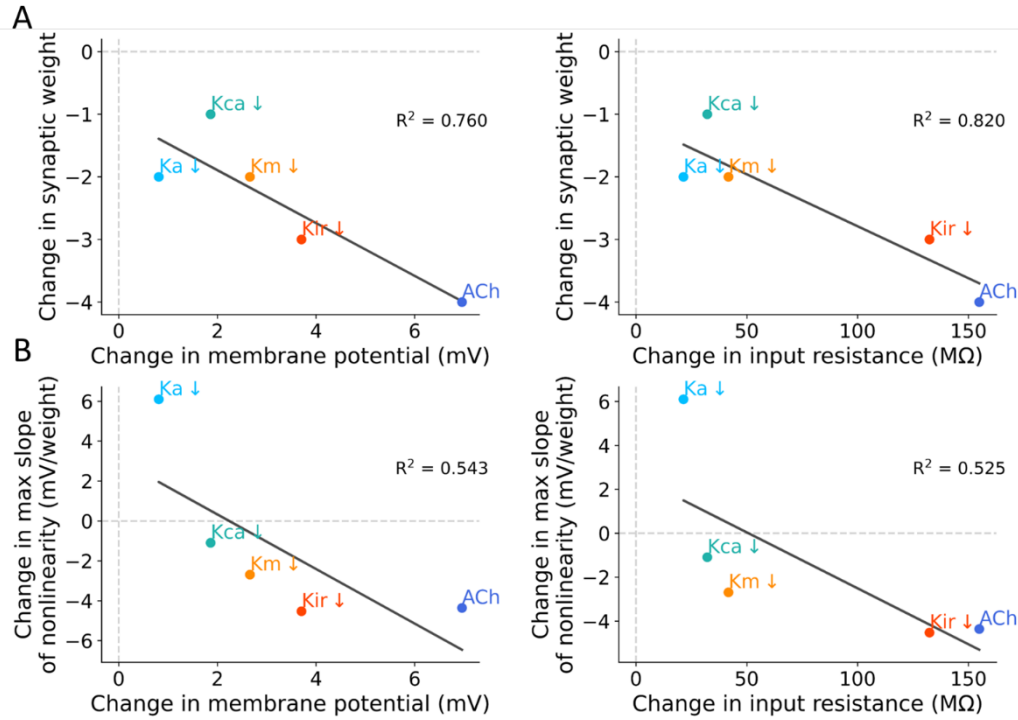 A
Change in synaptic weight
0
−1
−2
−3
−4
Kca ↓
Ka ↓
Km ↓
Kir ↓
ACh
R² = 0.760
0
2
4
6
Change in membrane potential (mV)
Change in synaptic weight
0
−1
−2
−3
−4
Kca ↓
Ka ↓
Km ↓
Kir ↓
ACh
R² = 0.820
0
50
100
150
Change in input resistance (MΩ)
B
Change in max slope
of nonlinearity (mV/weight)
6
4
2
0
−2
−4
−6
Ka ↓
Kca ↓
Km ↓
Kir ↓
ACh
R² = 0.543
0
2
4
6
Change in membrane potential (mV)
Change in max slope
of nonlinearity (mV/weight)
6
4
2
0
−2
−4
Ka ↓
Kca ↓
Km ↓
Kir ↓
ACh
R² = 0.525
0
50
100
150
Change in input resistance (MΩ)